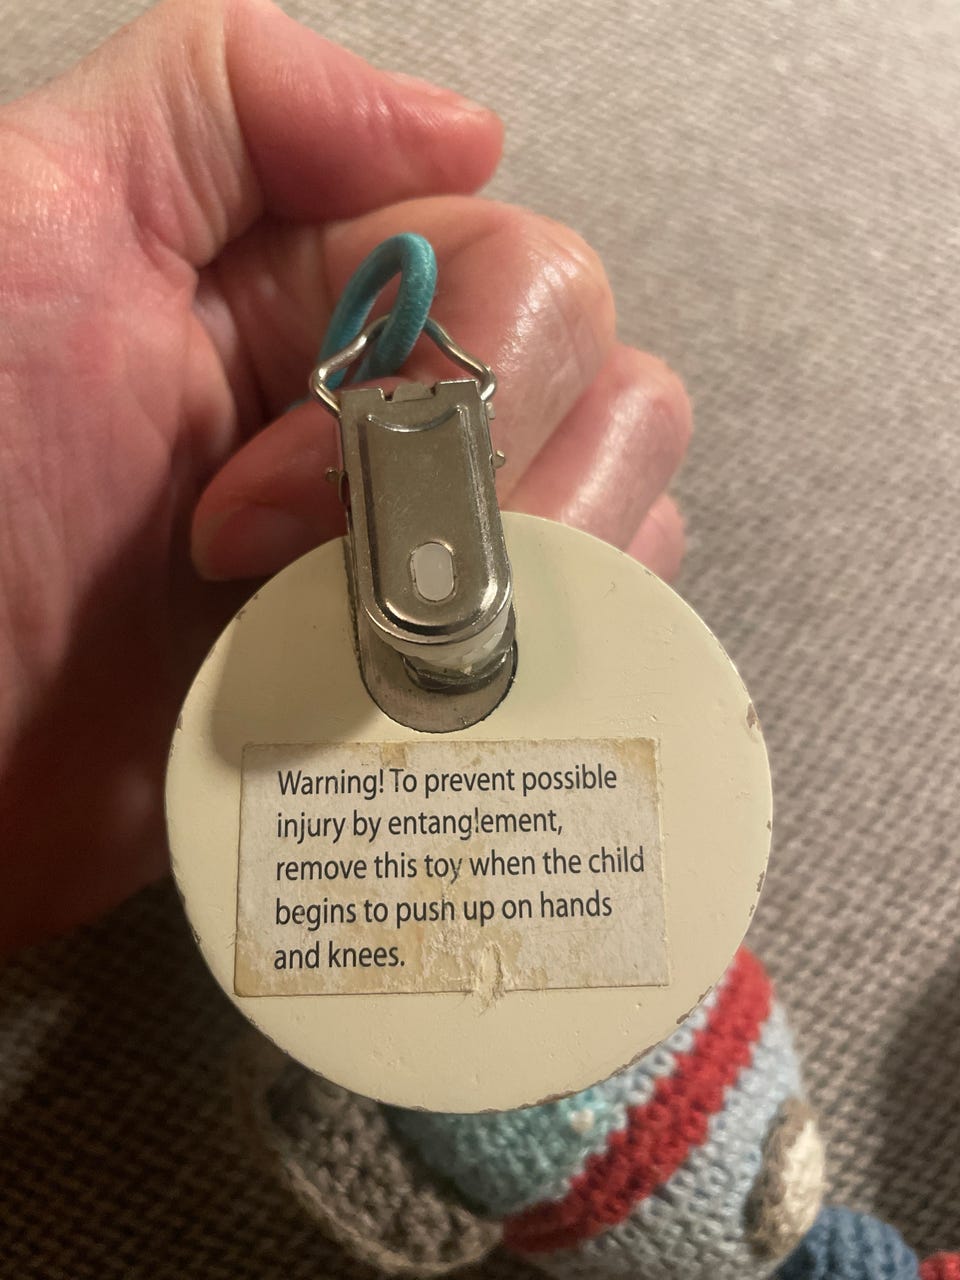 Warning! To prevent possible
injury by entanglement,
remove this toy when the child
begins to push up on hands
and knees.